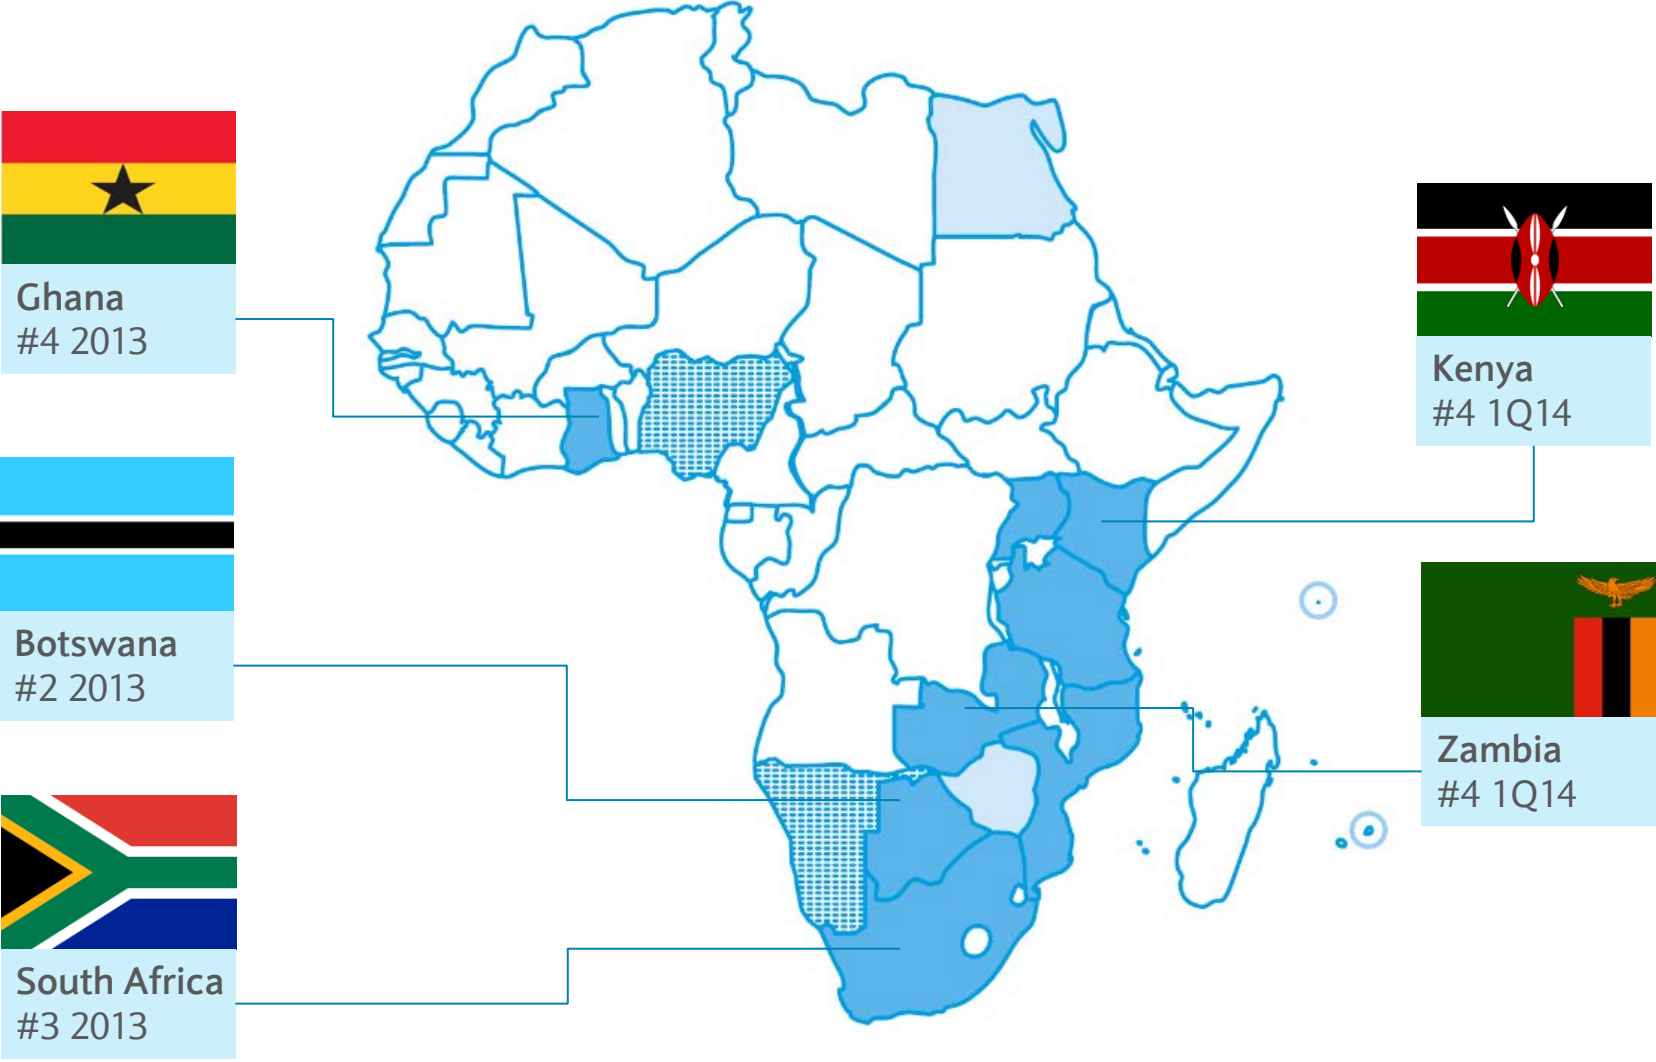 Ghana
#4 2013
Botswana
#2 2013
South Africa
#3 2013
Kenya
#4 1Q14
Zambia
#4 1Q14